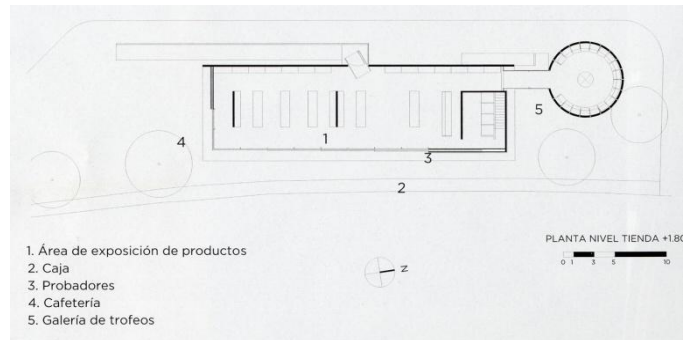 5
4
1
3
2
1. Área de exposición de productos
2. Caja
3. Probadores
4. Cafetería
5. Galería de trofeos
N
PLANTA NIVEL TIENDA +1.80
0 1 3 5 10